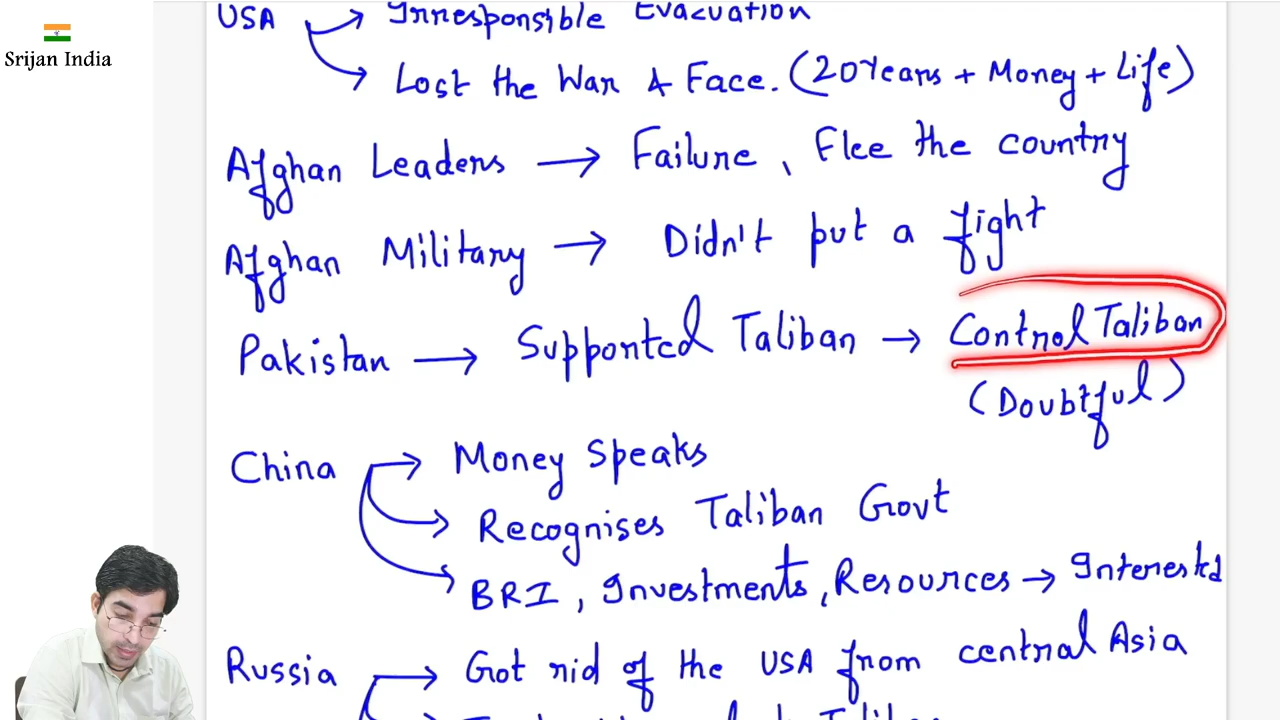 Srijan India
USA → Irresponsible Evacuation
→ Lost the War & Face. (20 Years + Money + Life)
Afghan Leaders → Failure, Flee the country
Afghan Military → Didn't put a fight
Pakistan → Supported Taliban → Control Taliban
(Doubtful)
China → Money Speaks
→ Recognises Taliban Govt
→ BRI, Investments, Resources → Interested
Russia → Got rid of the USA from central Asia